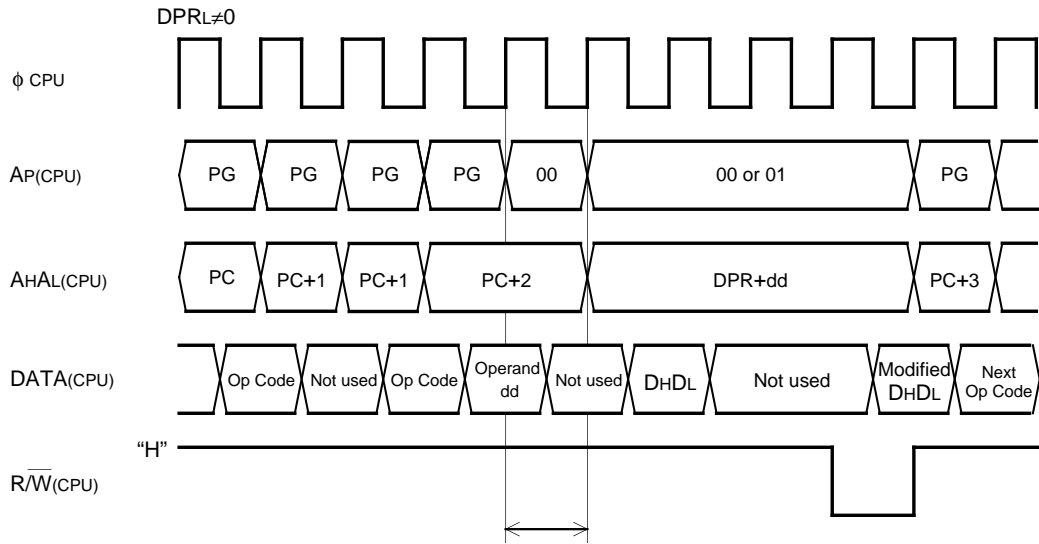 DPRL≠0
ϕ CPU
AP(CPU)
PG PG PG PG 00 00 or 01 PG
AHAL(CPU)
PC PC+1 PC+1 PC+2 DPR+dd PC+3
DATA(CPU)
Op Code Not used Op Code Operand dd Not used DHDL Not used Modified DHDL Next Op Code
“H”
R/W̅(CPU)